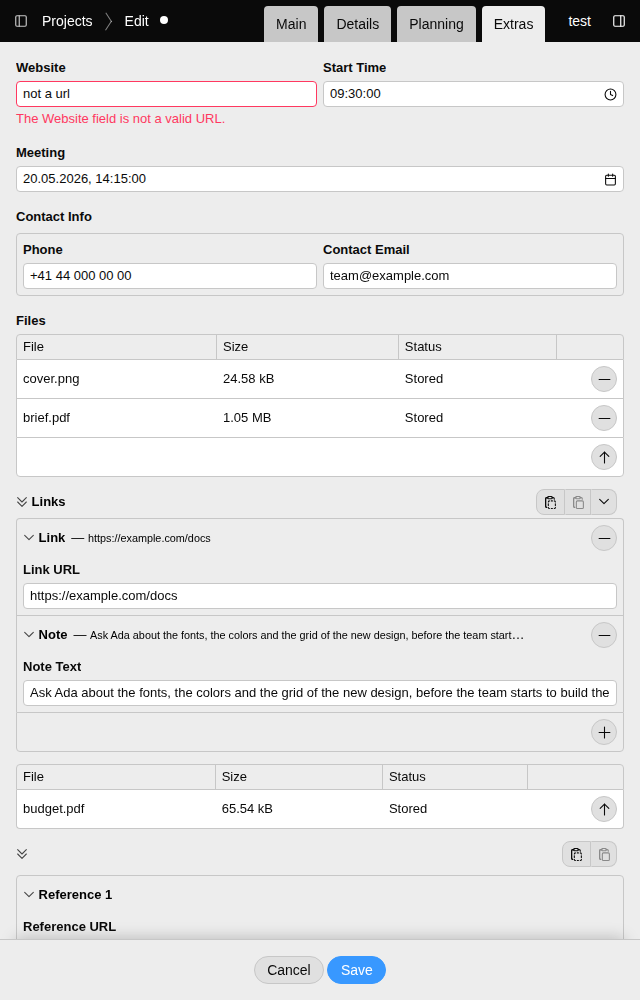 Projects Edit Main Details Planning Extras test
Website Start Time
not a url 09:30:00
The Website field is not a valid URL.
Meeting
20.05.2026, 14:15:00
Contact Info
Phone Contact Email
+41 44 000 00 00 team@example.com
Files
File Size Status
cover.png 24.58 kB Stored
brief.pdf 1.05 MB Stored
Links
Link — https://example.com/docs
Link URL
https://example.com/docs
Note — Ask Ada about the fonts, the colors and the grid of the new design, before the team start…
Note Text
Ask Ada about the fonts, the colors and the grid of the new design, before the team starts to build the
File Size Status
budget.pdf 65.54 kB Stored
Reference 1
Reference URL
Cancel Save